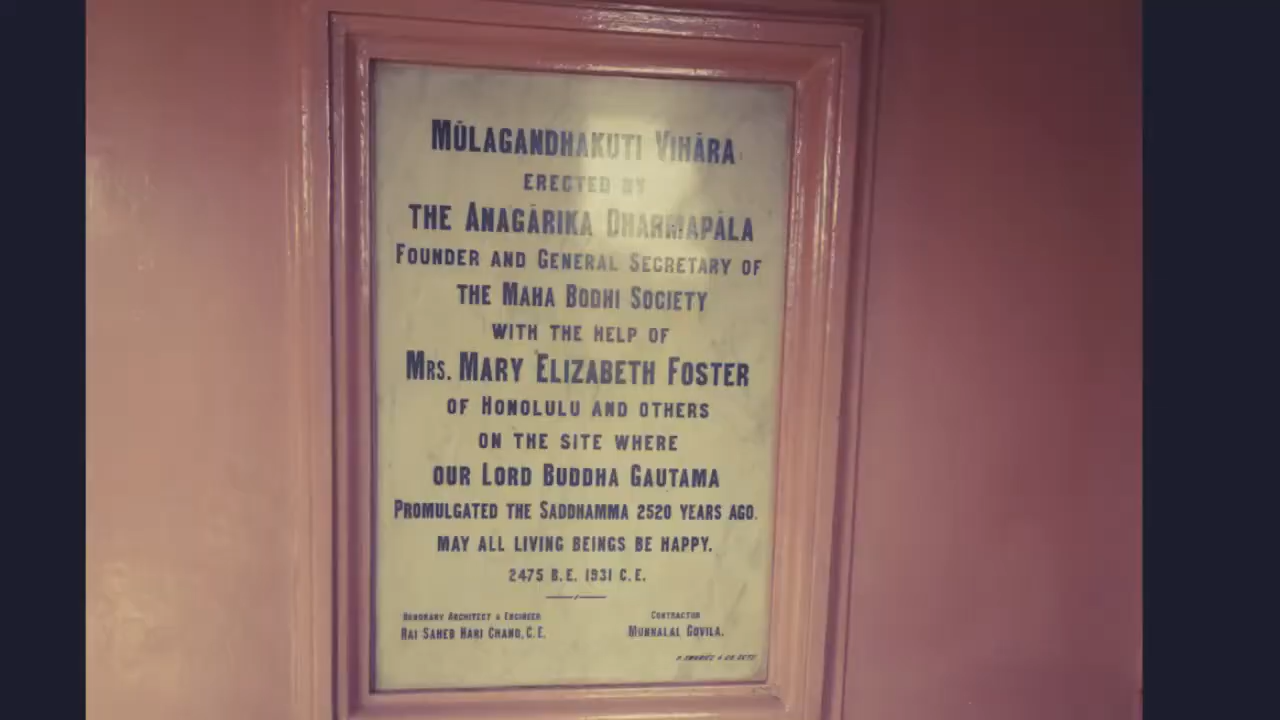 MŪLAGANDHAKUTI VIHĀRA
ERECTED BY
THE ANAGĀRIKA DHARMAPĀLA
FOUNDER AND GENERAL SECRETARY OF
THE MAHA BODHI SOCIETY
WITH THE HELP OF
MRS. MARY ELIZABETH FOSTER
OF HONOLULU AND OTHERS
ON THE SITE WHERE
OUR LORD BUDDHA GAUTAMA
PROMULGATED THE SADDHAMMA 2520 YEARS AGO.
MAY ALL LIVING BEINGS BE HAPPY.
2475 B.E. 1931 C.E.
HONORARY ARCHITECT & ENGINEER
RAI SAHEB HARI CHAND, C.E.
CONTRACTOR
MUNNALAL GOVILA.